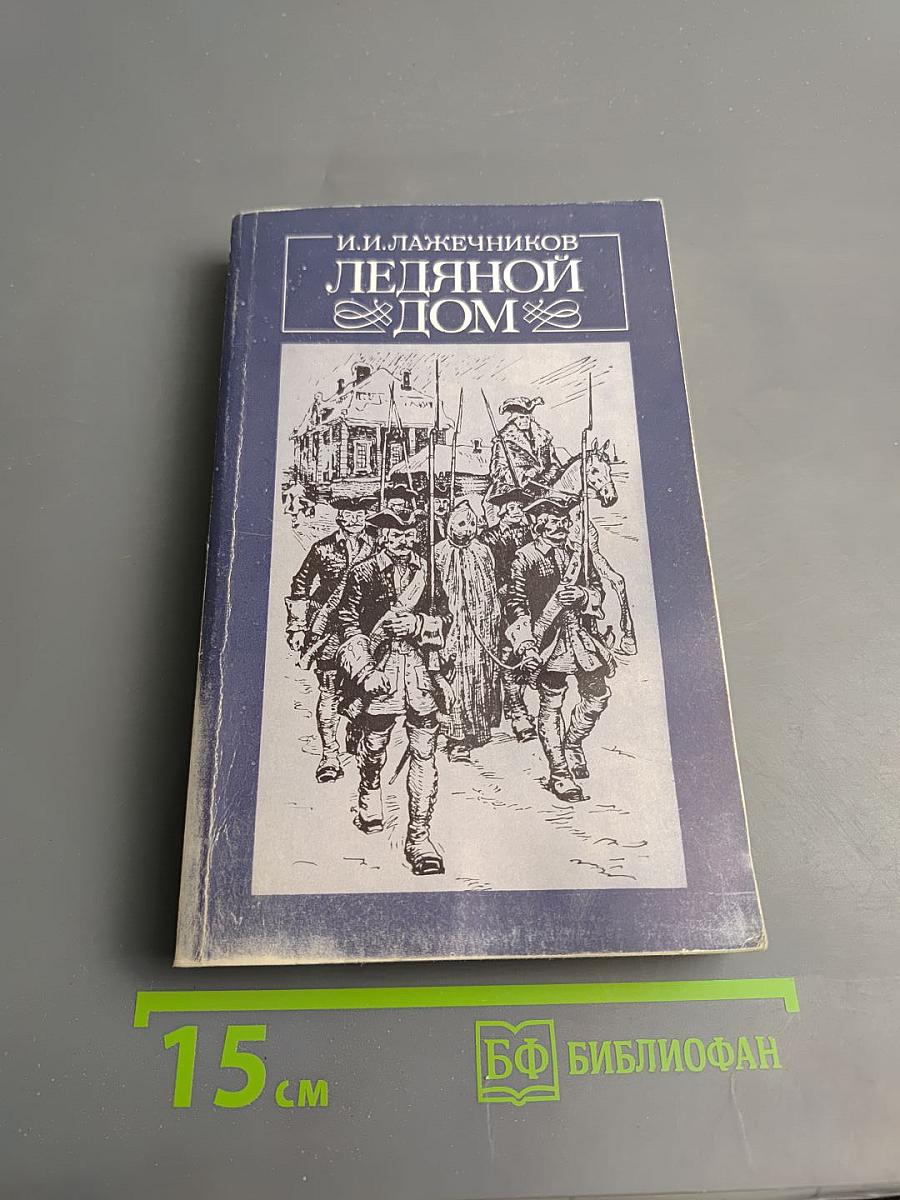 И.И.ЛАЖЕЧНИКОВ
ЛЕДЯНОЙ
ДОМ
15 см
БФ БИБЛИОФАН